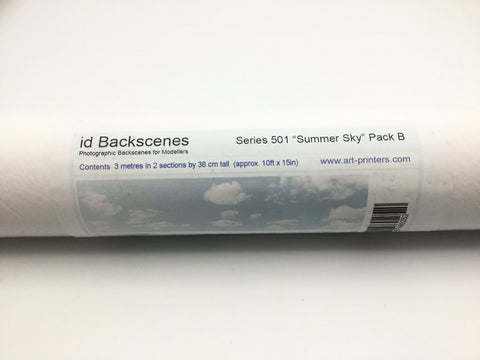 id Backscenes
Photographic Backscenes for Modellers
Series 501 "Summer Sky" Pack B
Contents 3 metres in 2 sections by 38 cm tall (approx. 10ft x 15in)
www.art-printers.com